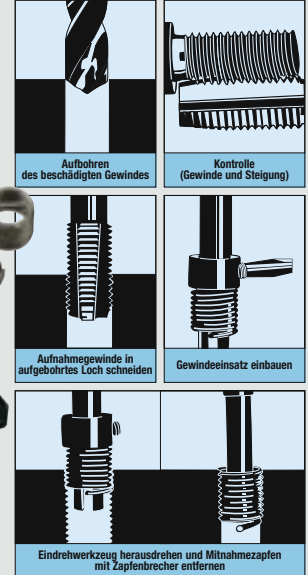 Aufbohren
des beschädigten Gewindes
Kontrolle
(Gewinde und Steigung)
Aufnahmegewinde in
aufgebohrtes Loch schneiden
Gewindeeinsatz einbauen
Eindrehwerkzeug herausdrehen und Mitnahmezapfen
mit Zapfenbrecher entfernen